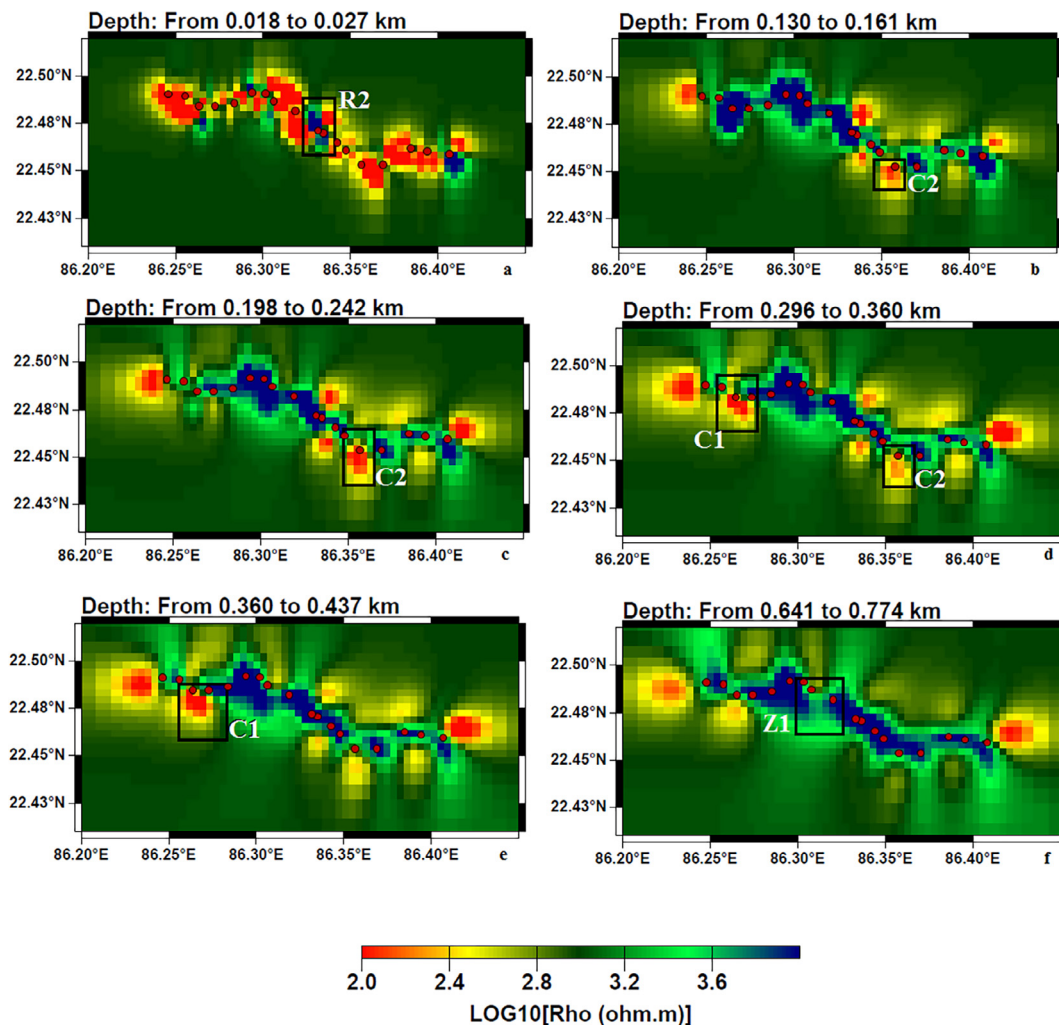 Depth: From 0.018 to 0.027 km
22.50°N
22.48°N
22.45°N
22.43°N
R2
86.20°E 86.25°E 86.30°E 86.35°E 86.40°E a
Depth: From 0.130 to 0.161 km
22.50°N
22.48°N
22.45°N
22.43°N
C2
86.20°E 86.25°E 86.30°E 86.35°E 86.40°E b
Depth: From 0.198 to 0.242 km
22.50°N
22.48°N
22.45°N
22.43°N
C2
86.20°E 86.25°E 86.30°E 86.35°E 86.40°E c
Depth: From 0.296 to 0.360 km
22.50°N
22.48°N
22.45°N
22.43°N
C1
C2
86.20°E 86.25°E 86.30°E 86.35°E 86.40°E d
Depth: From 0.360 to 0.437 km
22.50°N
22.48°N
22.45°N
22.43°N
C1
86.20°E 86.25°E 86.30°E 86.35°E 86.40°E e
Depth: From 0.641 to 0.774 km
22.50°N
22.48°N
22.45°N
22.43°N
Z1
86.20°E 86.25°E 86.30°E 86.35°E 86.40°E f
2.0 2.4 2.8 3.2 3.6
LOG10[Rho (ohm.m)]